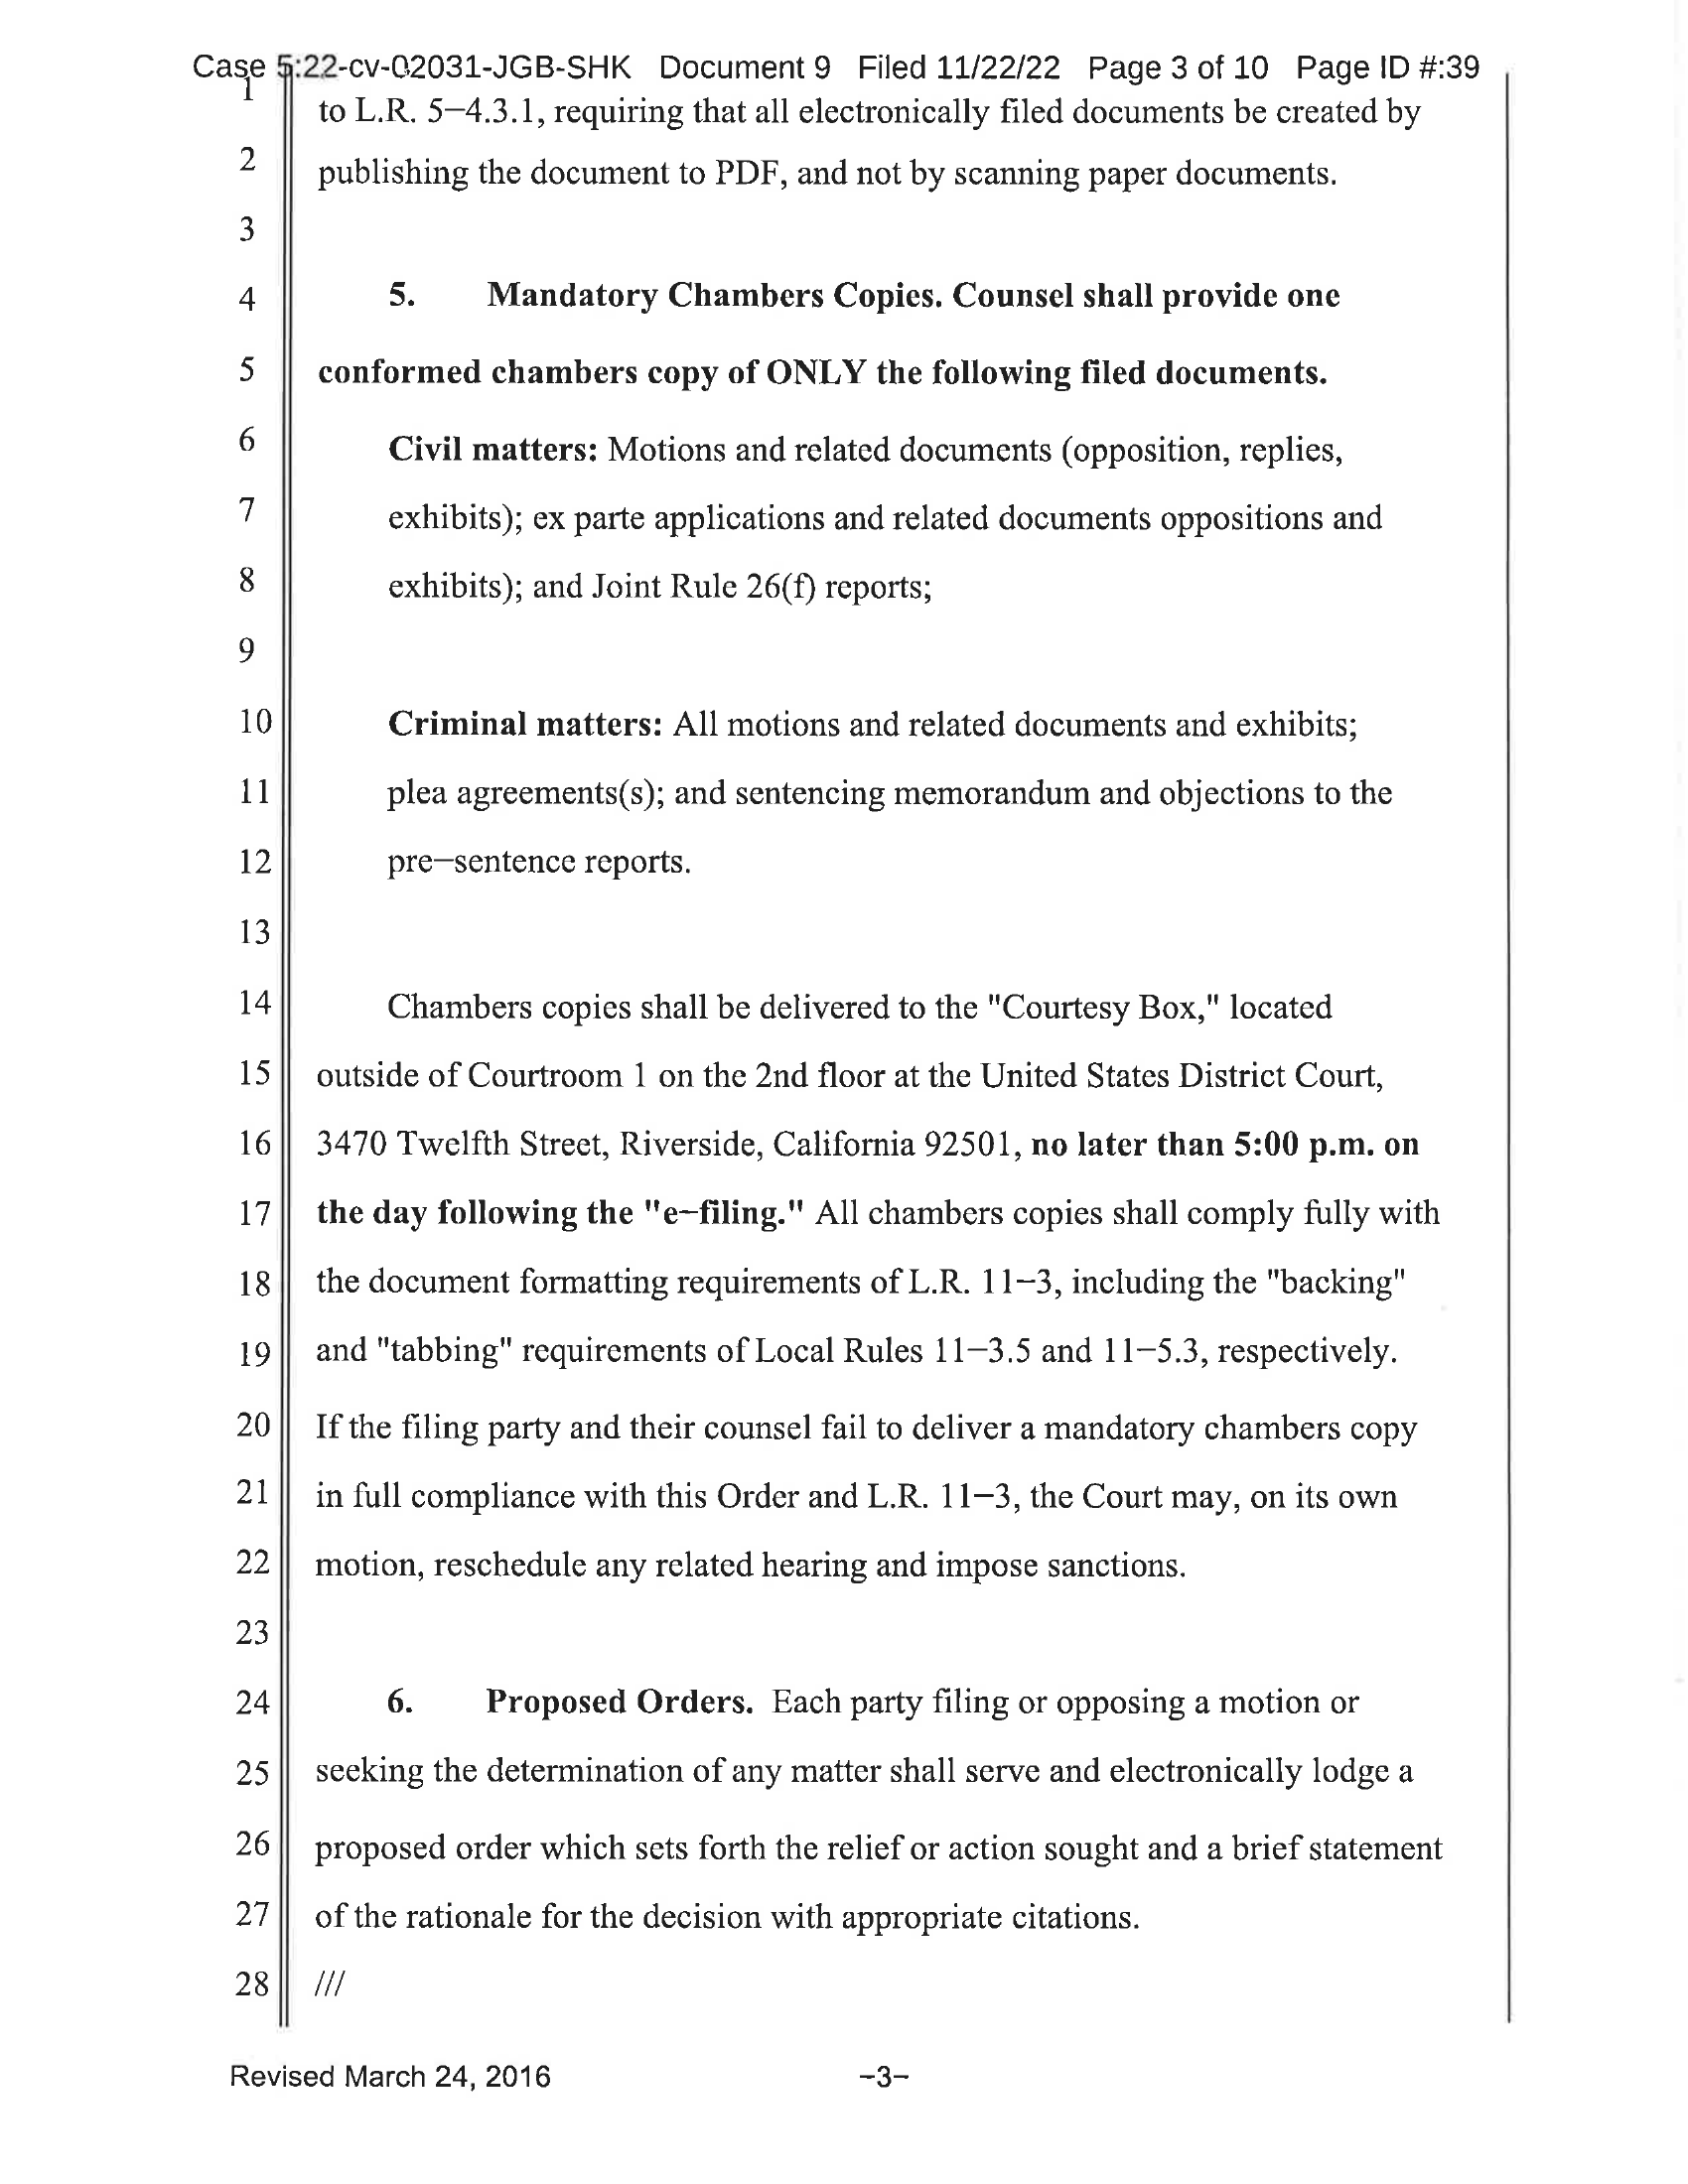 Case 5:22-cv-02031-JGB-SHK Document 9 Filed 11/22/22 Page 3 of 10 Page ID #:39
1 to L.R. 5−4.3.1, requiring that all electronically filed documents be created by
2 publishing the document to PDF, and not by scanning paper documents.
3
4 5. Mandatory Chambers Copies. Counsel shall provide one
5 conformed chambers copy of ONLY the following filed documents.
6 Civil matters: Motions and related documents (opposition, replies,
7 exhibits); ex parte applications and related documents oppositions and
8 exhibits); and Joint Rule 26(f) reports;
9
10 Criminal matters: All motions and related documents and exhibits;
11 plea agreements(s); and sentencing memorandum and objections to the
12 pre−sentence reports.
13
14 Chambers copies shall be delivered to the "Courtesy Box," located
15 outside of Courtroom 1 on the 2nd floor at the United States District Court,
16 3470 Twelfth Street, Riverside, California 92501, no later than 5:00 p.m. on
17 the day following the "e−filing." All chambers copies shall comply fully with
18 the document formatting requirements of L.R. 11−3, including the "backing"
19 and "tabbing" requirements of Local Rules 11−3.5 and 11−5.3, respectively.
20 If the filing party and their counsel fail to deliver a mandatory chambers copy
21 in full compliance with this Order and L.R. 11−3, the Court may, on its own
22 motion, reschedule any related hearing and impose sanctions.
23
24 6. Proposed Orders. Each party filing or opposing a motion or
25 seeking the determination of any matter shall serve and electronically lodge a
26 proposed order which sets forth the relief or action sought and a brief statement
27 of the rationale for the decision with appropriate citations.
28 ///
Revised March 24, 2016 −3−